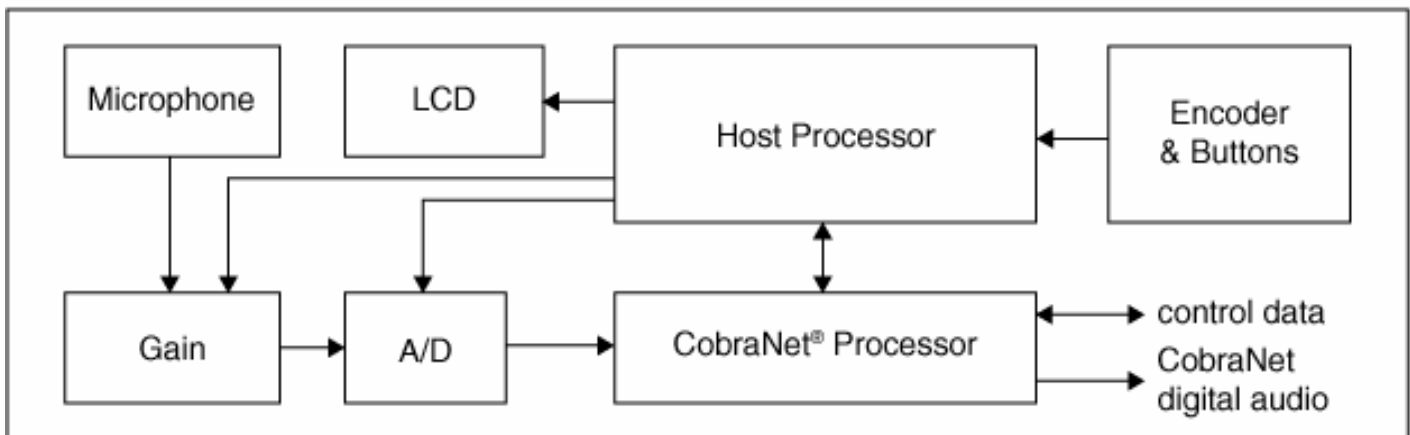 Microphone
LCD
Host Processor
Encoder
& Buttons
Gain
A/D
CobraNet® Processor
control data
CobraNet
digital audio